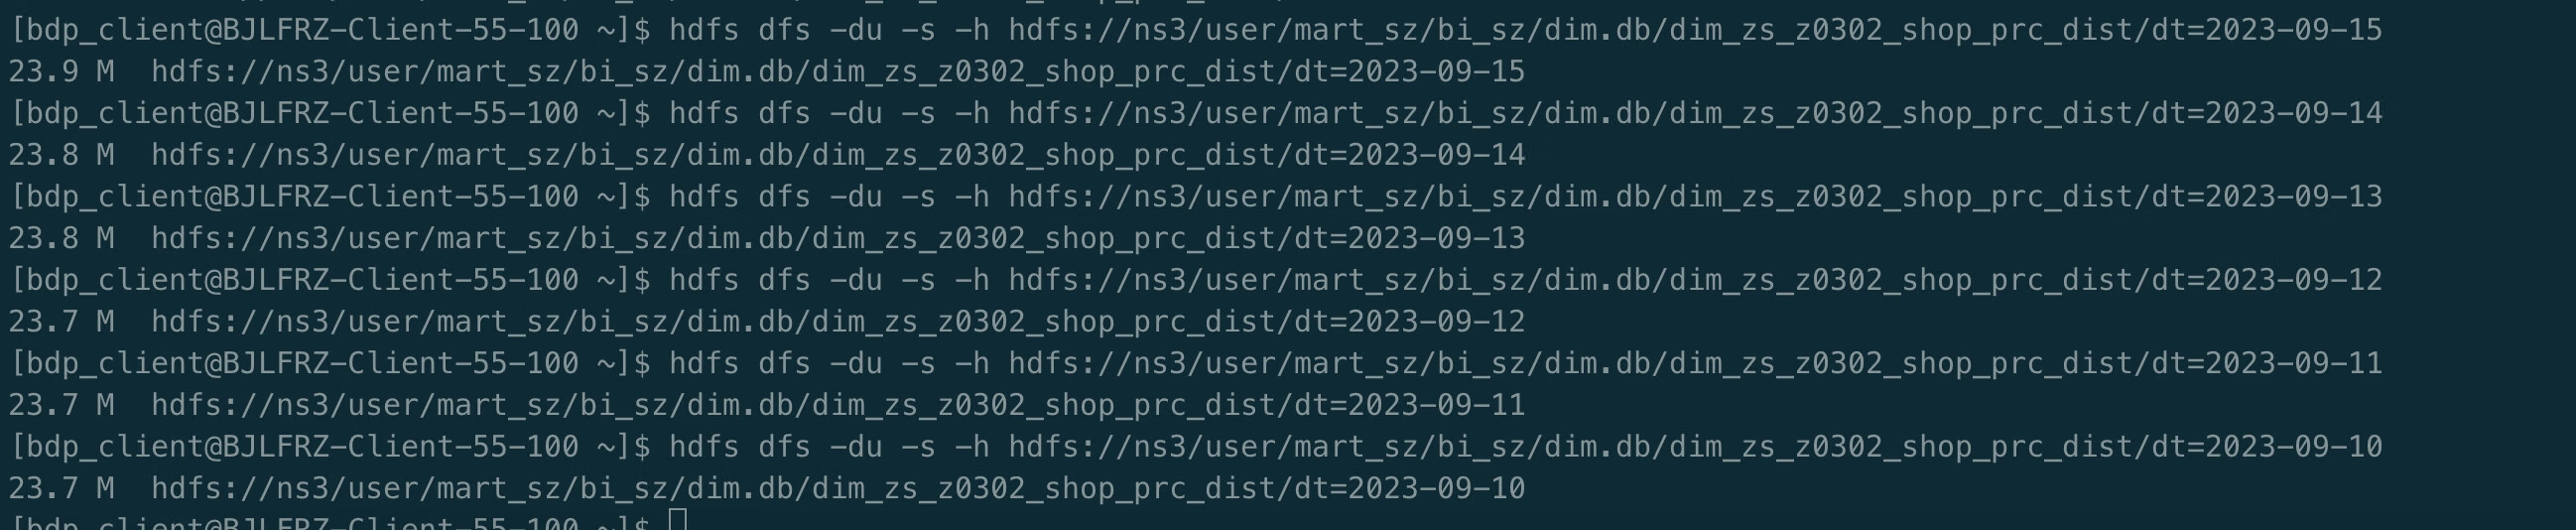 [bdp_client@BJLFRZ-Client-55-100 ~]$ hdfs dfs -du -s -h hdfs://ns3/user/mart_sz/bi_sz/dim.db/dim_zs_z0302_shop_prc_dist/dt=2023-09-15
23.9 M  hdfs://ns3/user/mart_sz/bi_sz/dim.db/dim_zs_z0302_shop_prc_dist/dt=2023-09-15
[bdp_client@BJLFRZ-Client-55-100 ~]$ hdfs dfs -du -s -h hdfs://ns3/user/mart_sz/bi_sz/dim.db/dim_zs_z0302_shop_prc_dist/dt=2023-09-14
23.8 M  hdfs://ns3/user/mart_sz/bi_sz/dim.db/dim_zs_z0302_shop_prc_dist/dt=2023-09-14
[bdp_client@BJLFRZ-Client-55-100 ~]$ hdfs dfs -du -s -h hdfs://ns3/user/mart_sz/bi_sz/dim.db/dim_zs_z0302_shop_prc_dist/dt=2023-09-13
23.8 M  hdfs://ns3/user/mart_sz/bi_sz/dim.db/dim_zs_z0302_shop_prc_dist/dt=2023-09-13
[bdp_client@BJLFRZ-Client-55-100 ~]$ hdfs dfs -du -s -h hdfs://ns3/user/mart_sz/bi_sz/dim.db/dim_zs_z0302_shop_prc_dist/dt=2023-09-12
23.7 M  hdfs://ns3/user/mart_sz/bi_sz/dim.db/dim_zs_z0302_shop_prc_dist/dt=2023-09-12
[bdp_client@BJLFRZ-Client-55-100 ~]$ hdfs dfs -du -s -h hdfs://ns3/user/mart_sz/bi_sz/dim.db/dim_zs_z0302_shop_prc_dist/dt=2023-09-11
23.7 M  hdfs://ns3/user/mart_sz/bi_sz/dim.db/dim_zs_z0302_shop_prc_dist/dt=2023-09-11
[bdp_client@BJLFRZ-Client-55-100 ~]$ hdfs dfs -du -s -h hdfs://ns3/user/mart_sz/bi_sz/dim.db/dim_zs_z0302_shop_prc_dist/dt=2023-09-10
23.7 M  hdfs://ns3/user/mart_sz/bi_sz/dim.db/dim_zs_z0302_shop_prc_dist/dt=2023-09-10
[bdp_client@BJLFRZ-Client-55-100 ~]$